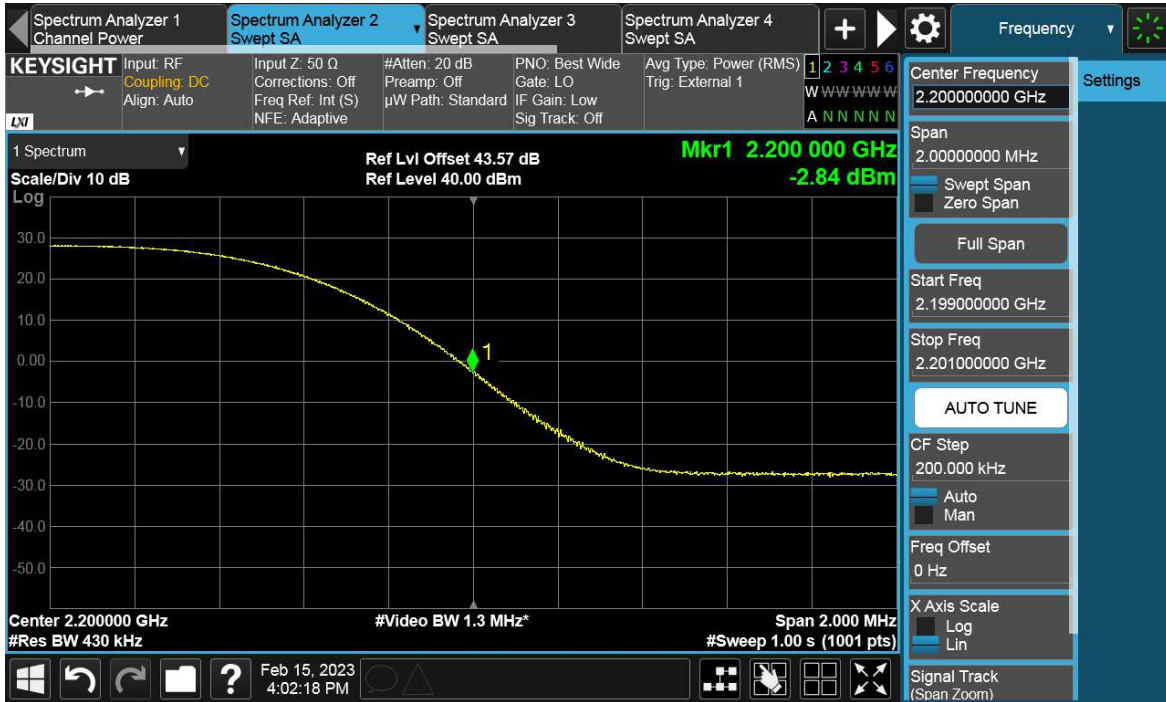 Spectrum Analyzer 1
Channel Power
Spectrum Analyzer 2
Swept SA
Spectrum Analyzer 3
Swept SA
Spectrum Analyzer 4
Swept SA
+
Frequency
KEYSIGHT
LXI
Input: RF
Coupling: DC
Align: Auto
Input Z: 50 Ω
Corrections: Off
Freq Ref: Int (S)
NFE: Adaptive
#Atten: 20 dB
Preamp: Off
µW Path: Standard
PNO: Best Wide
Gate: LO
IF Gain: Low
Sig Track: Off
Avg Type: Power (RMS)
Trig: External 1
1 2 3 4 5 6
W W W W W W
A N N N N N
1 Spectrum
Scale/Div 10 dB
Log
Ref Lvl Offset 43.57 dB
Ref Level 40.00 dBm
Mkr1 2.200 000 GHz
-2.84 dBm
30.0
20.0
10.0
0.00
-10.0
-20.0
-30.0
-40.0
-50.0
1
Center 2.200000 GHz
#Res BW 430 kHz
#Video BW 1.3 MHz*
Span 2.000 MHz
#Sweep 1.00 s (1001 pts)
?
Feb 15, 2023
4:02:18 PM
Center Frequency
2.200000000 GHz
Span
2.00000000 MHz
Swept Span
Zero Span
Full Span
Start Freq
2.199000000 GHz
Stop Freq
2.201000000 GHz
AUTO TUNE
CF Step
200.000 kHz
Auto
Man
Freq Offset
0 Hz
X Axis Scale
Log
Lin
Signal Track
(Span Zoom)
Settings